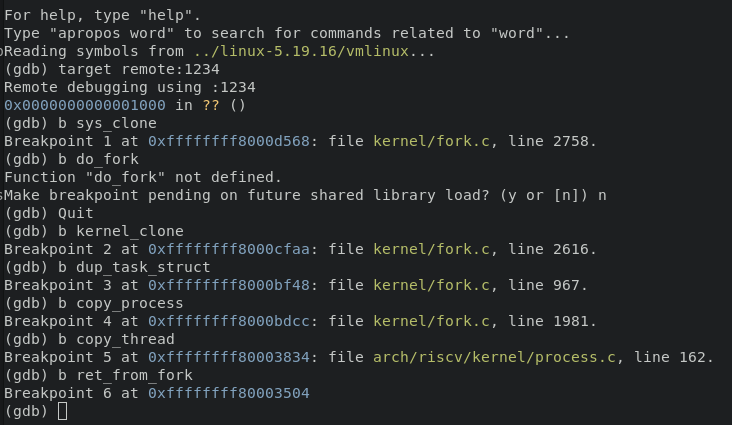 For help, type "help".
Type "apropos word" to search for commands related to "word"...
Reading symbols from ../linux-5.19.16/vmlinux...
(gdb) target remote:1234
Remote debugging using :1234
0x0000000000001000 in ?? ()
(gdb) b sys_clone
Breakpoint 1 at 0xffffffff8000d568: file kernel/fork.c, line 2758.
(gdb) b do_fork
Function "do_fork" not defined.
Make breakpoint pending on future shared library load? (y or [n]) n
(gdb) Quit
(gdb) b kernel_clone
Breakpoint 2 at 0xffffffff8000cfaa: file kernel/fork.c, line 2616.
(gdb) b dup_task_struct
Breakpoint 3 at 0xffffffff8000bf48: file kernel/fork.c, line 967.
(gdb) b copy_process
Breakpoint 4 at 0xffffffff8000bdcc: file kernel/fork.c, line 1981.
(gdb) b copy_thread
Breakpoint 5 at 0xffffffff80003834: file arch/riscv/kernel/process.c, line 162.
(gdb) b ret_from_fork
Breakpoint 6 at 0xffffffff80003504
(gdb)